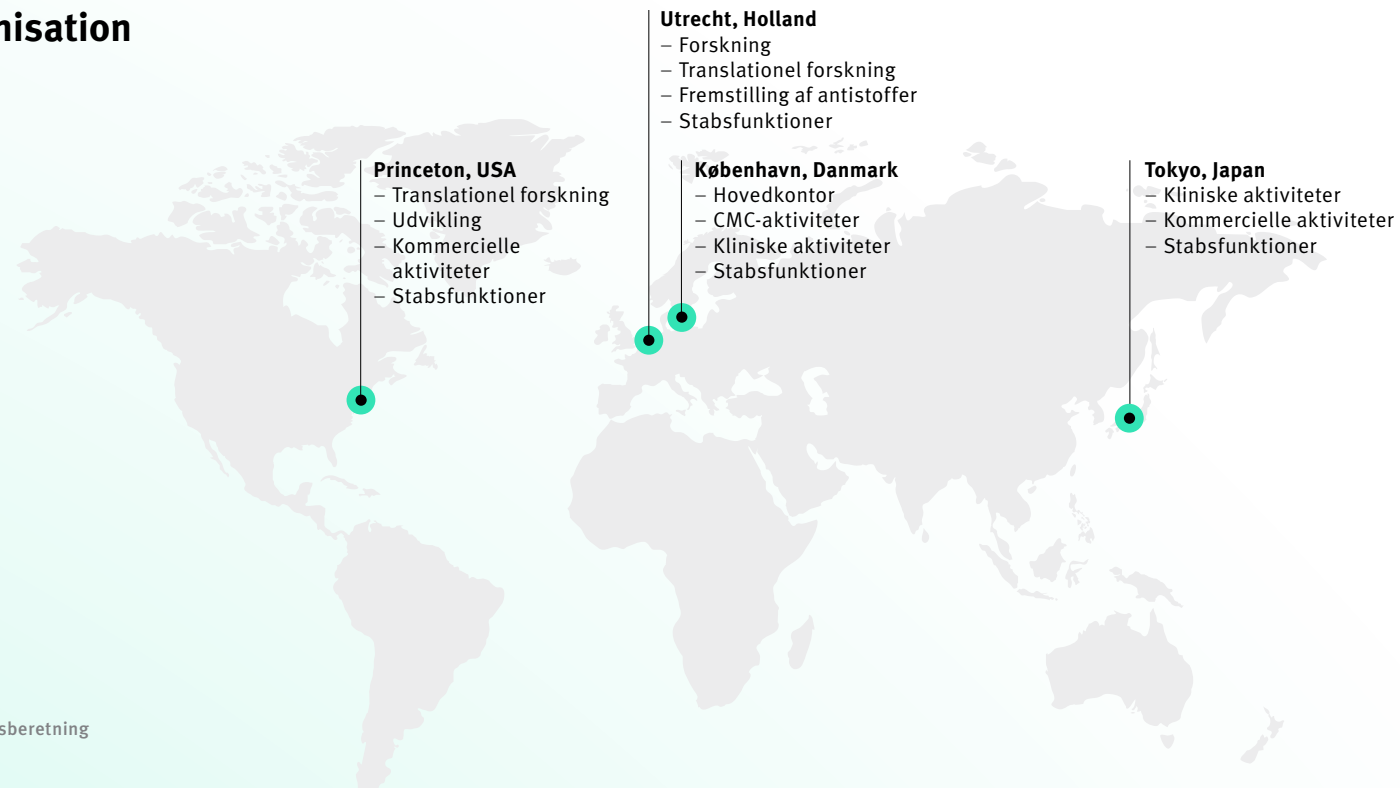 nisation
Utrecht, Holland
– Forskning
– Translationel forskning
– Fremstilling af antistoffer
– Stabsfunktioner
Princeton, USA
– Translationel forskning
– Udvikling
– Kommercielle
aktiviteter
– Stabsfunktioner
København, Danmark
– Hovedkontor
– CMC-aktiviteter
– Kliniske aktiviteter
– Stabsfunktioner
Tokyo, Japan
– Kliniske aktiviteter
– Kommercielle aktiviteter
– Stabsfunktioner
sberetning